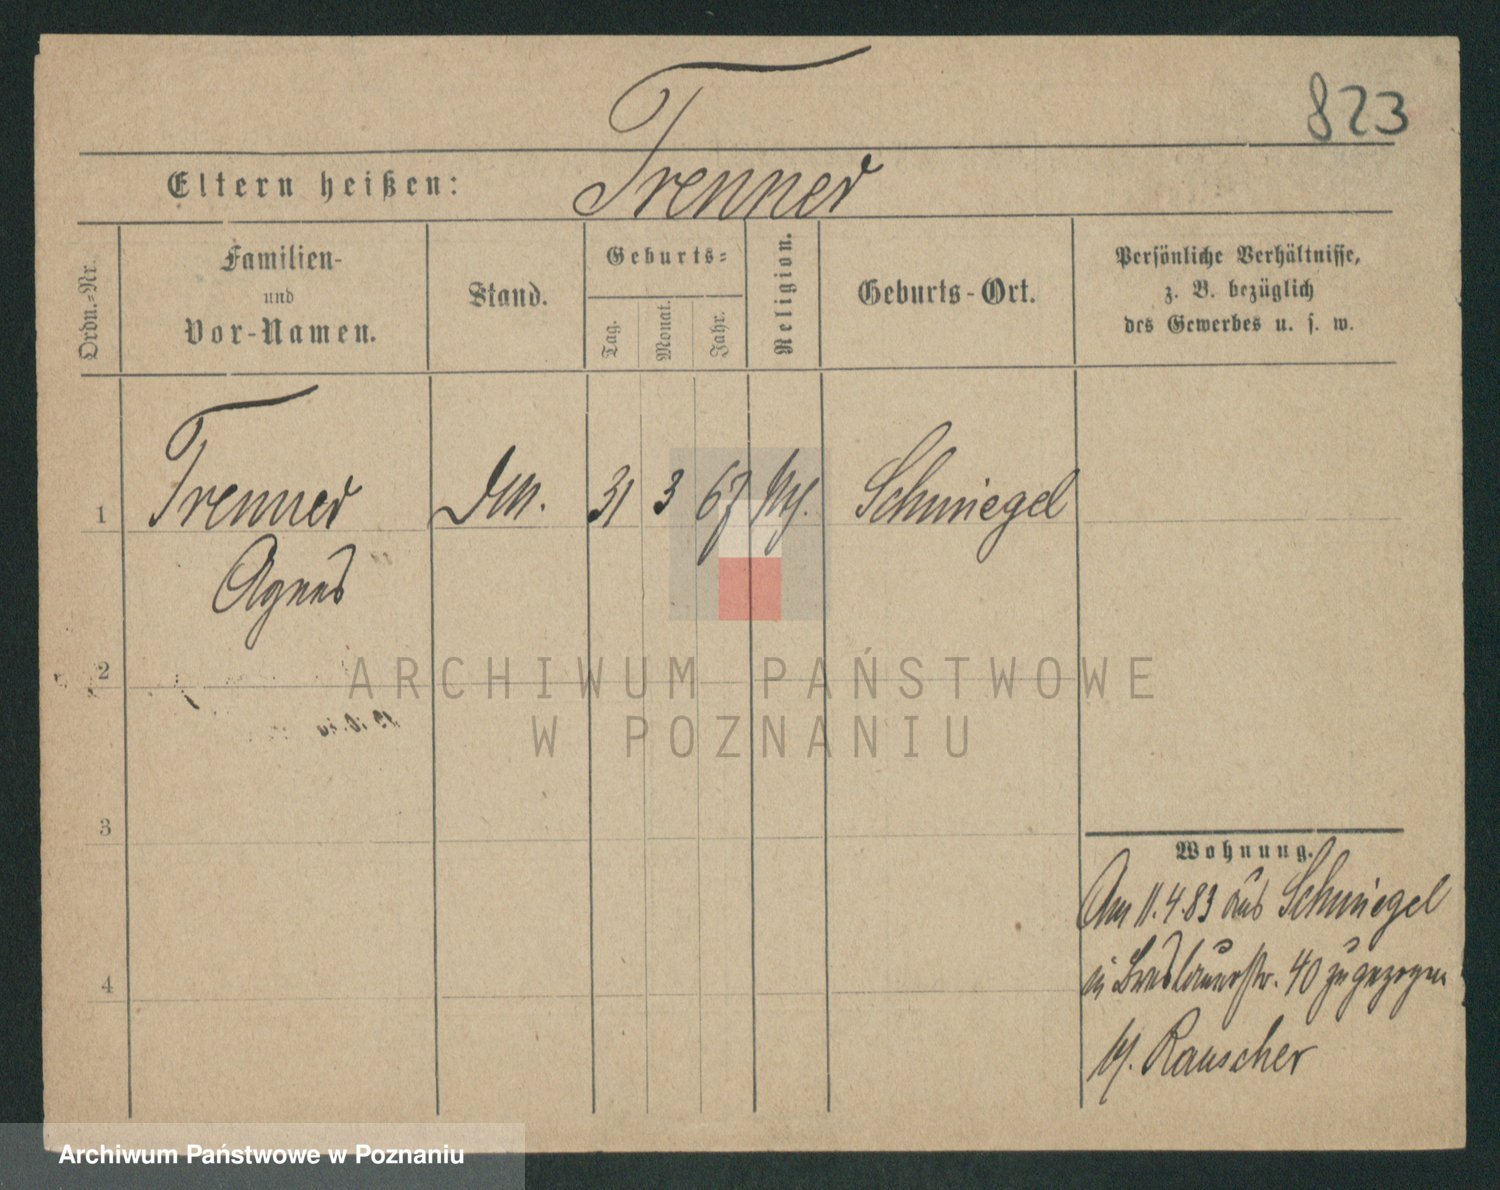 Trenner
823
Eltern heißen:
Ordn.-Nr.
Familien-
und
Vor-Namen.
Stand.
Geburts-
Tag.
Monat.
Jahr.
Religion.
Geburts-Ort.
Persönliche Verhältnisse,
z. B. bezüglich
des Gewerbes u. s. w.
1
Trenner
31
3
67
Schmiegel
Agnes
2
ARCHIWUM PAŃSTWOWE
W POZNANIU
3
Wohnung.
Am 11.4.83 aus Schmiegel
in Breslauerstr. 40 zugezogen
4
Rauscher
Archiwum Państwowe w Poznaniu